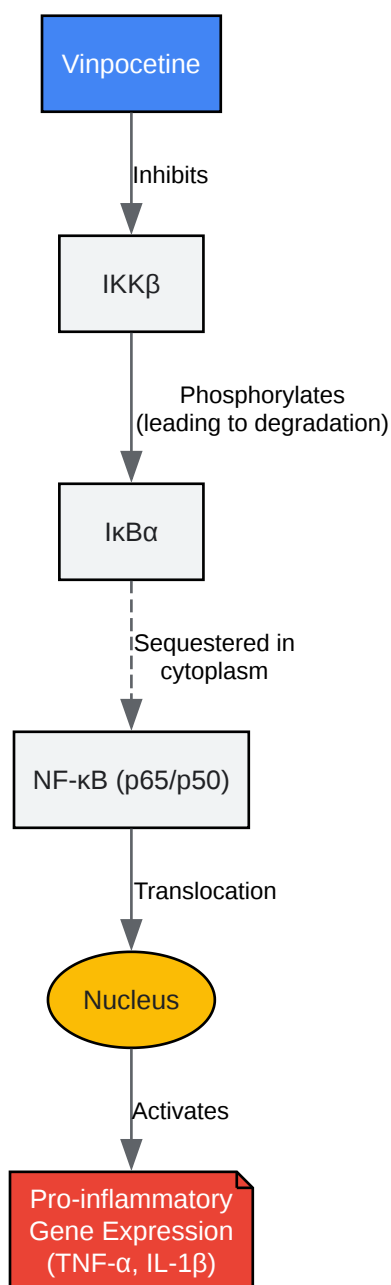 Vinpocetine
Inhibits
IKKβ
Phosphorylates
(leading to degradation)
IκBα
Sequestered in
cytoplasm
NF-κB (p65/p50)
Translocation
Nucleus
Activates
Pro-inflammatory
Gene Expression
(TNF-α, IL-1β)